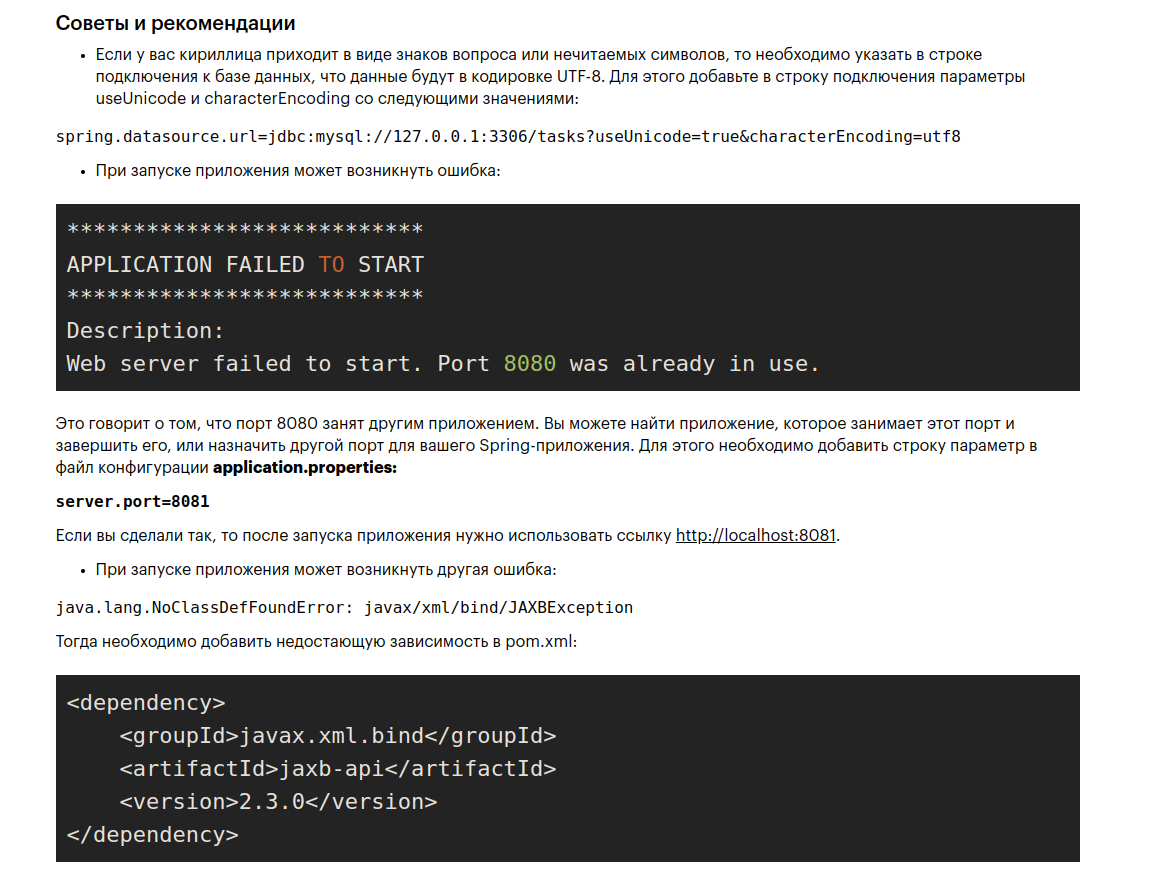 Советы и рекомендации
• Если у вас кириллица приходит в виде знаков вопроса или нечитаемых символов, то необходимо указать в строке
подключения к базе данных, что данные будут в кодировке UTF-8. Для этого добавьте в строку подключения параметры
useUnicode и characterEncoding со следующими значениями:
spring.datasource.url=jdbc:mysql://127.0.0.1:3306/tasks?useUnicode=true&characterEncoding=utf8
• При запуске приложения может возникнуть ошибка:
***************************
APPLICATION FAILED TO START
***************************
Description:
Web server failed to start. Port 8080 was already in use.
Это говорит о том, что порт 8080 занят другим приложением. Вы можете найти приложение, которое занимает этот порт и
завершить его, или назначить другой порт для вашего Spring-приложения. Для этого необходимо добавить строку параметр в
файл конфигурации application.properties:
server.port=8081
Если вы сделали так, то после запуска приложения нужно использовать ссылку http://localhost:8081.
• При запуске приложения может возникнуть другая ошибка:
java.lang.NoClassDefFoundError: javax/xml/bind/JAXBException
Тогда необходимо добавить недостающую зависимость в pom.xml:
<dependency>
    <groupId>javax.xml.bind</groupId>
    <artifactId>jaxb-api</artifactId>
    <version>2.3.0</version>
</dependency>